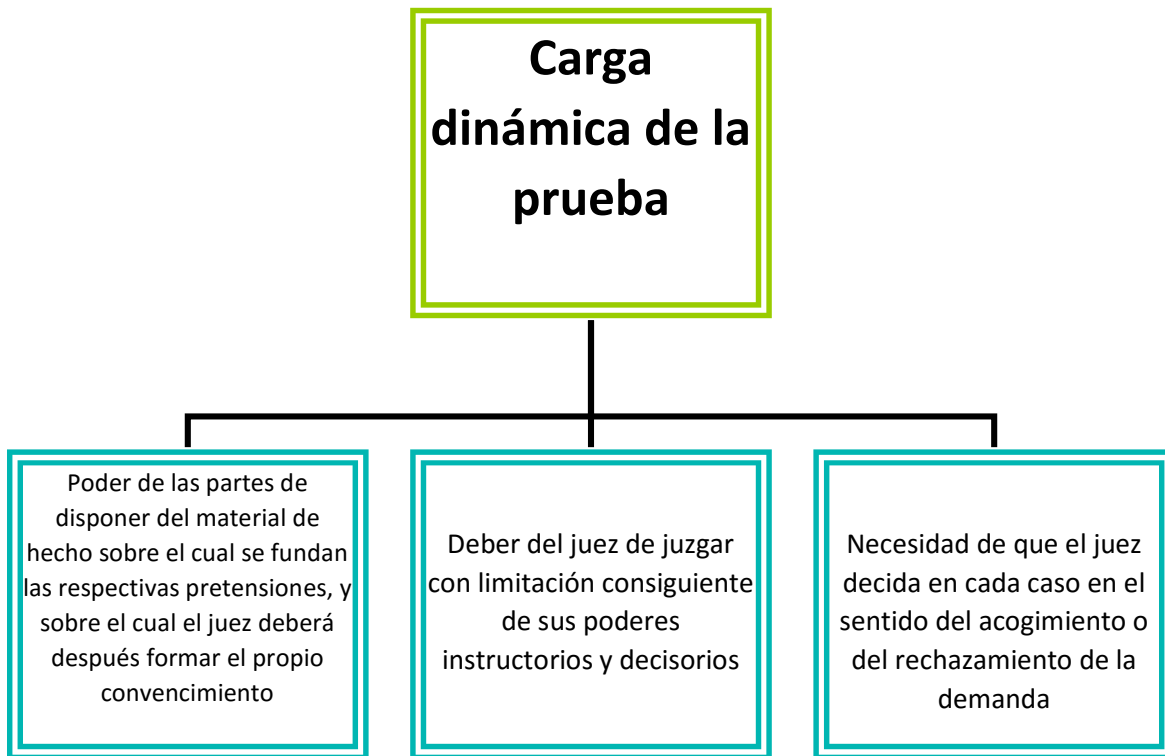 Carga
dinámica de la
prueba
Poder de las partes de
disponer del material de
hecho sobre el cual se fundan
las respectivas pretensiones, y
sobre el cual el juez deberá
después formar el propio
convencimiento
Deber del juez de juzgar
con limitación consiguiente
de sus poderes
instructorios y decisorios
Necesidad de que el juez
decida en cada caso en el
sentido del acogimiento o
del rechazamiento de la
demanda